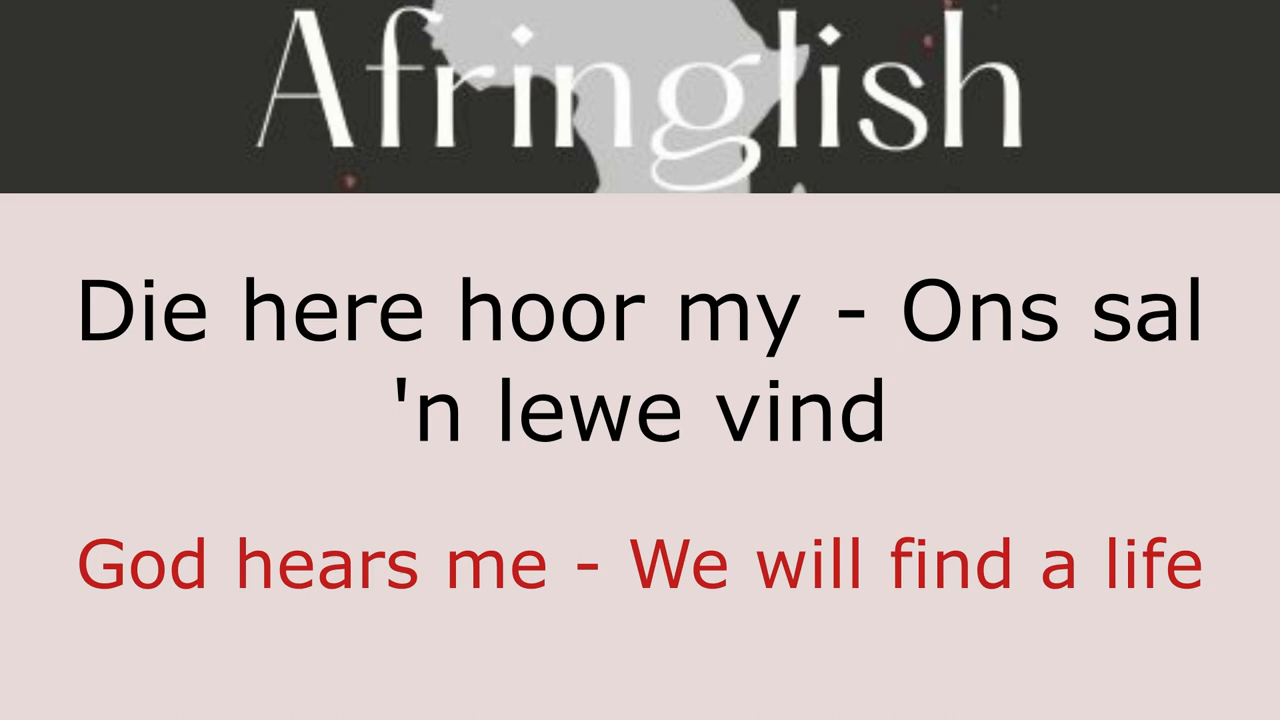 Afringlish
Die here hoor my - Ons sal
'n lewe vind
God hears me - We will find a life